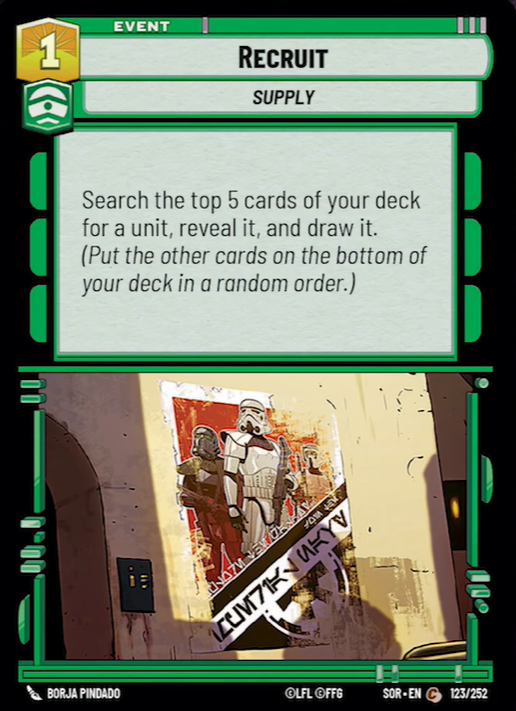 EVENT
1
RECRUIT
SUPPLY
Search the top 5 cards of your deck
for a unit, reveal it, and draw it.
(Put the other cards on the bottom of
your deck in a random order.)
BORJA PINDADO
©LFL ©FFG
SOR • EN C 123/252